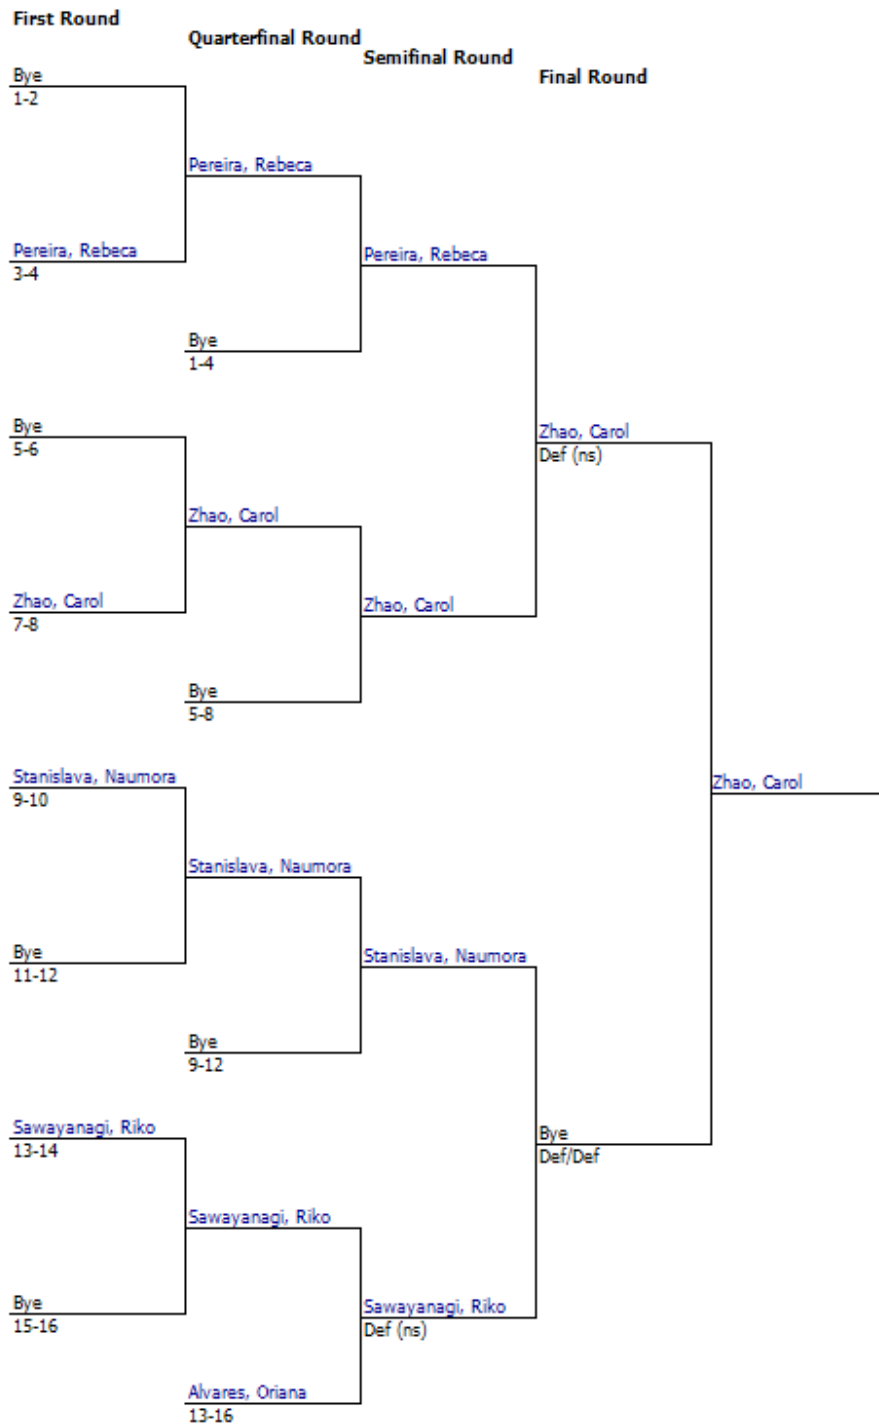 First Round
Quarterfinal Round
Semifinal Round
Final Round
Bye
1-2
Pereira, Rebeca
Pereira, Rebeca
3-4
Pereira, Rebeca
Bye
1-4
Bye
5-6
Zhao, Carol
Def (ns)
Zhao, Carol
Zhao, Carol
7-8
Zhao, Carol
Bye
5-8
Stanislava, Naumora
9-10
Zhao, Carol
Stanislava, Naumora
Bye
11-12
Stanislava, Naumora
Bye
9-12
Sawayanagi, Riko
13-14
Bye
Def/Def
Sawayanagi, Riko
Bye
15-16
Sawayanagi, Riko
Def (ns)
Alvares, Oriana
13-16